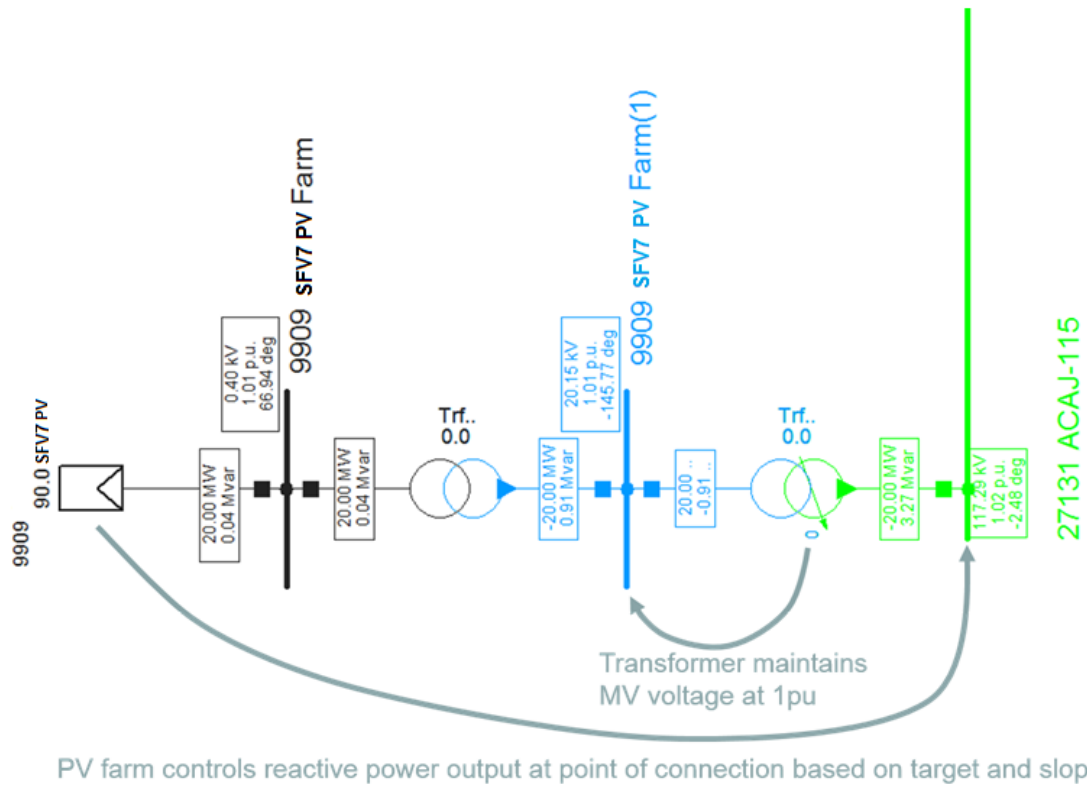 9909
90.0 SFV7 PV
20.00 MW
0.04 Mvar
0.40 kV
1.01 p.u.
66.94 deg
9909 SFV7 PV Farm
20.00 MW
0.04 Mvar
Trf..
0.0
-20.00 MW
0.91 Mvar
20.15 kV
1.01 p.u.
-145.77 deg
9909 SFV7 PV Farm(1)
20.00 ..
-0.91 ..
Trf..
0.0
0
-20.00 MW
3.27 Mvar
117.29 kV
1.02 p.u.
-2.48 deg
27131 ACAJ-115
Transformer maintains
MV voltage at 1pu
PV farm controls reactive power output at point of connection based on target and slop